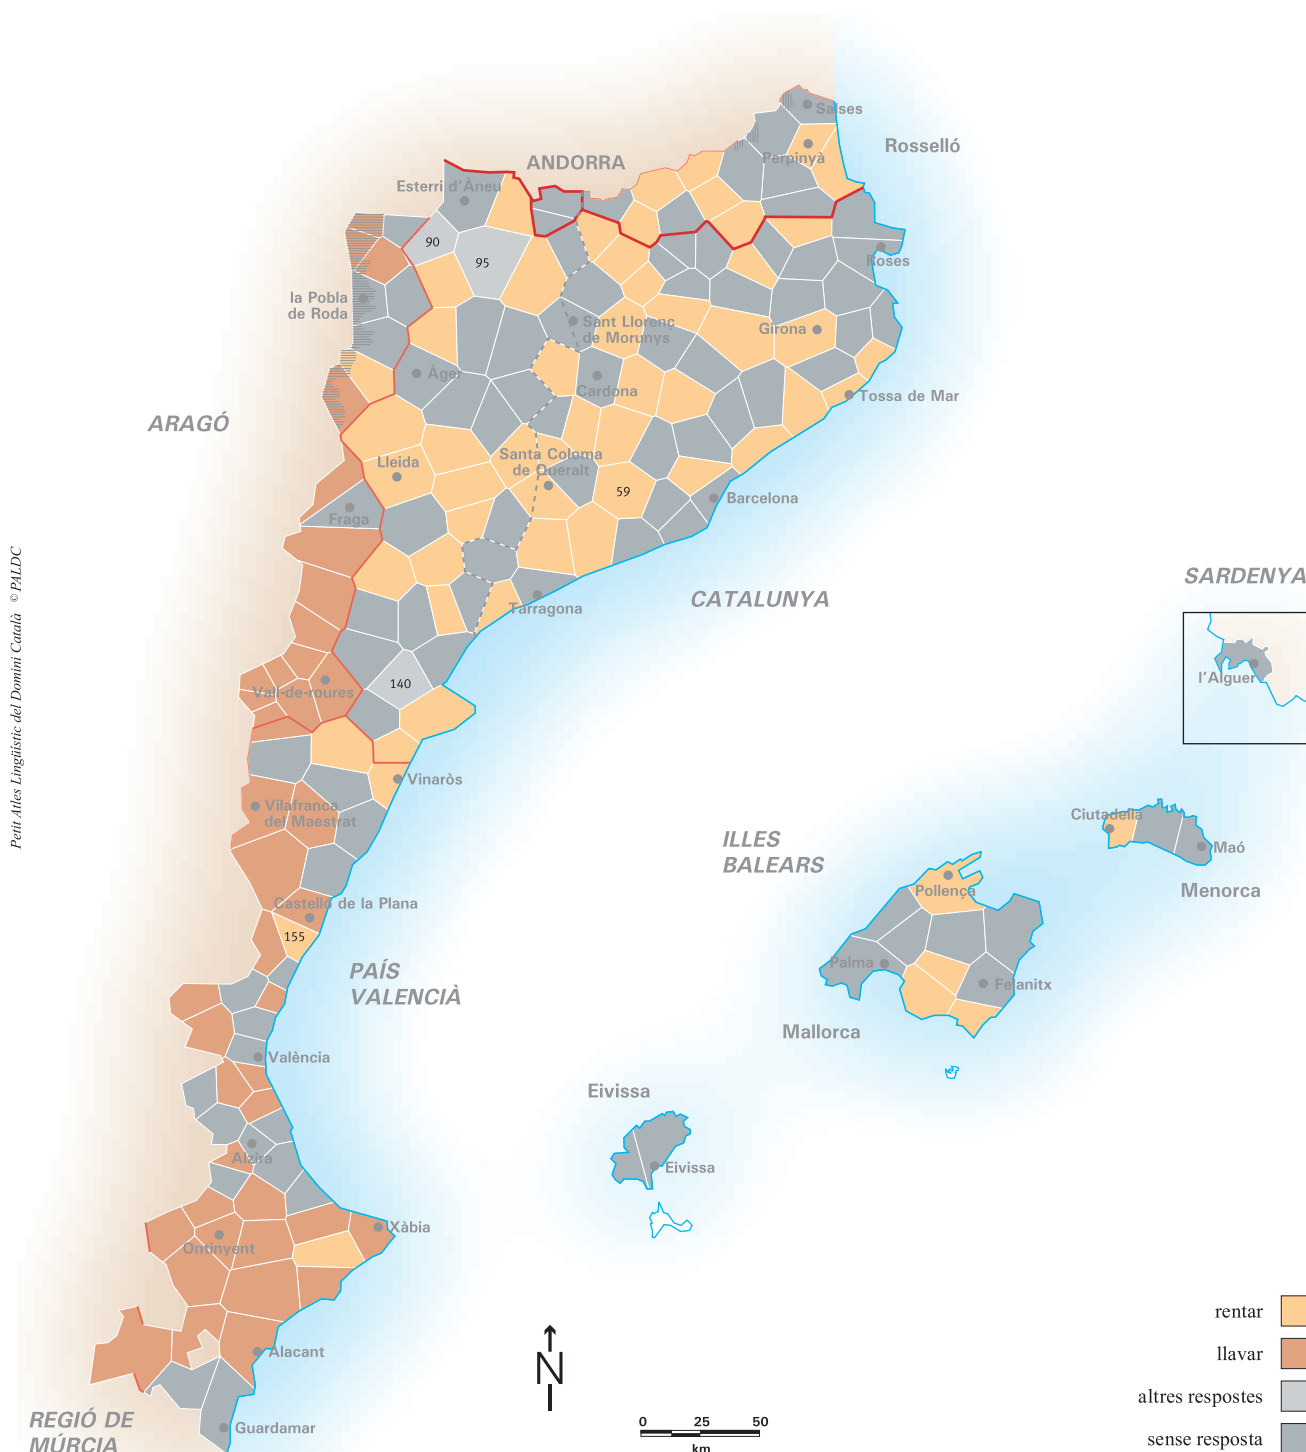 Salses
Rosselló
Perpinyà
ANDORRA
Esterri d'Àneu
90
95
Roses
la Pobla
de Roda
Sant Llorenç
de Morunys
Girona
Àger
Cardona
Tossa de Mar
ARAGÓ
Lleida
Santa Coloma
de Queralt
59
Barcelona
Fraga
Petit Atles Lingüístic del Domini Català © PALDC
SARDENYA
CATALUNYA
Tarragona
l'Alguer
Vall-de-roures
140
Vinaròs
Vilafranca
del Maestrat
ILLES
BALEARS
Ciutadella
Maó
Menorca
Pollença
Castelló de la Plana
155
PAÍS
VALENCIÀ
Palma
Felanitx
Mallorca
València
Eivissa
Alzira
Eivissa
Xàbia
Ontinyent
rentar
llavar
Alacant
N
altres respostes
REGIÓ DE
MÚRCIA
Guardamar
0 25 50
km
sense resposta